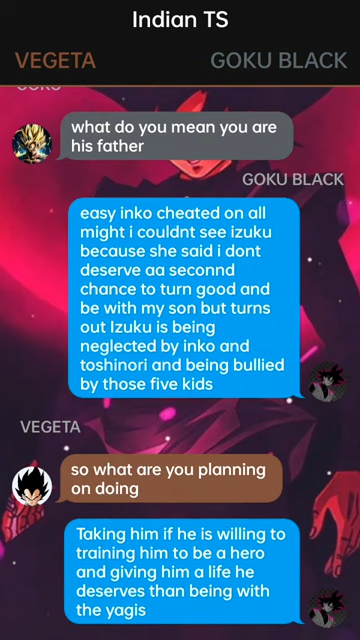 Indian TS
VEGETA GOKU BLACK
GOKU
what do you mean you are
his father
GOKU BLACK
easy inko cheated on all
might i couldnt see izuku
because she said i dont
deserve aa seconnd
chance to turn good and
be with my son but turns
out Izuku is being
neglected by inko and
toshinori and being bullied
by those five kids
VEGETA
so what are you planning
on doing
Taking him if he is willing to
training him to be a hero
and giving him a life he
deserves than being with
the yagis